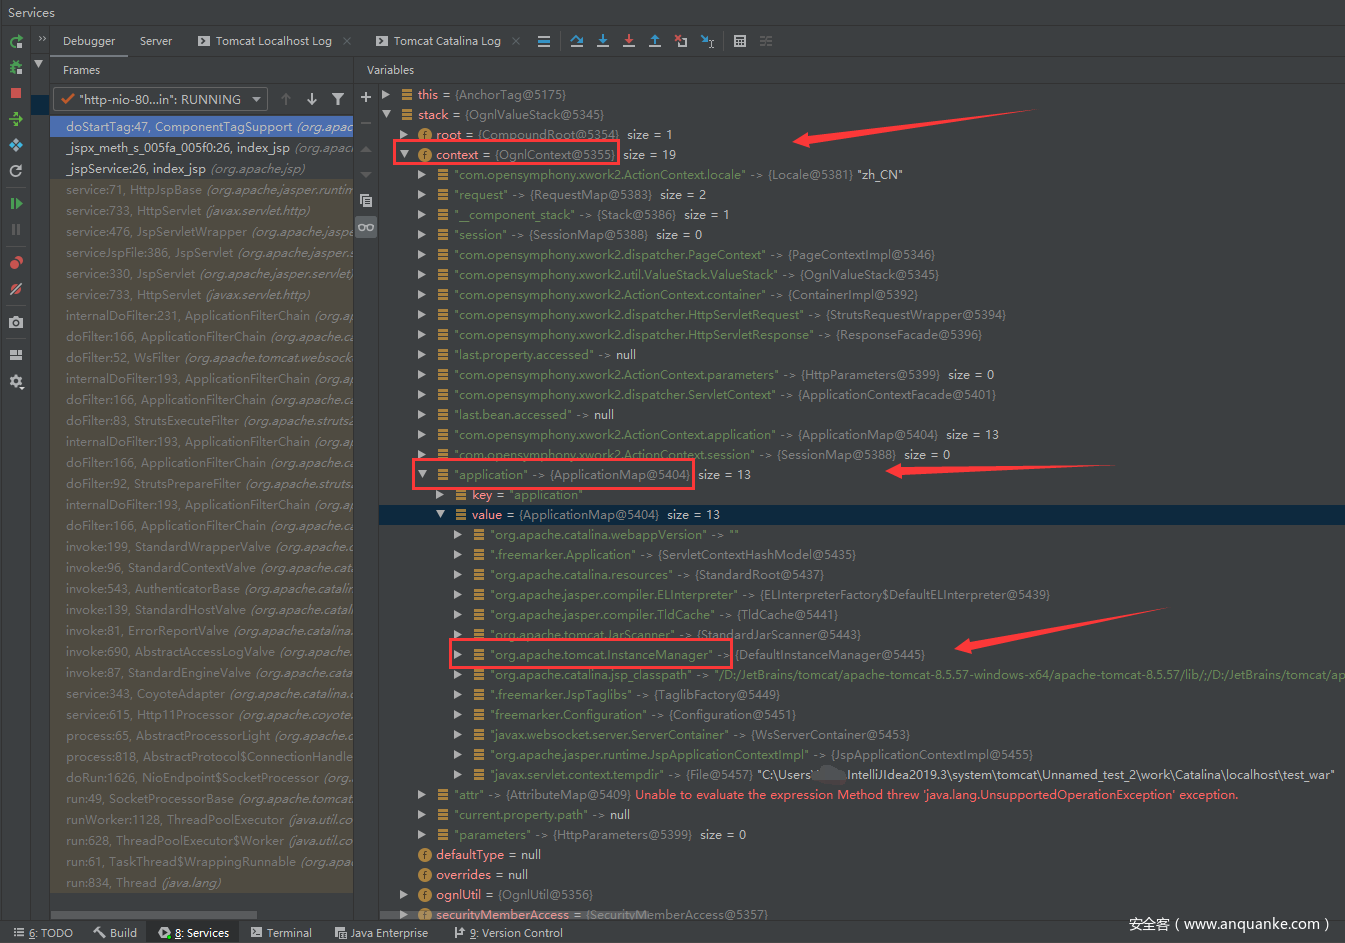 Services
Debugger Server Tomcat Localhost Log Tomcat Catalina Log
Frames
"http-nio-80...in": RUNNING
doStartTag:47, ComponentTagSupport (org.apac
_jspx_meth_s_005fa_005f0:26, index_jsp (org.apac
_jspService:26, index_jsp (org.apache.jsp)
service:71, HttpJspBase (org.apache.jasper.runtim
service:733, HttpServlet (javax.servlet.http)
service:476, JspServletWrapper (org.apache.jaspe
serviceJspFile:386, JspServlet (org.apache.jasper.s
service:330, JspServlet (org.apache.jasper.servlet)
service:733, HttpServlet (javax.servlet.http)
internalDoFilter:231, ApplicationFilterChain (org.a
doFilter:166, ApplicationFilterChain (org.apache.ca
doFilter:52, WsFilter (org.apache.tomcat.websocke
internalDoFilter:193, ApplicationFilterChain (org.a
doFilter:166, ApplicationFilterChain (org.apache.ca
doFilter:83, StrutsExecuteFilter (org.apache.struts2
internalDoFilter:193, ApplicationFilterChain (org.a
doFilter:166, ApplicationFilterChain (org.apache.ca
doFilter:92, StrutsPrepareFilter (org.apache.struts.
internalDoFilter:193, ApplicationFilterChain (org.a
doFilter:166, ApplicationFilterChain (org.apache.ca
invoke:199, StandardWrapperValve (org.apache.c
invoke:96, StandardContextValve (org.apache.cata
invoke:543, AuthenticatorBase (org.apache.catalin
invoke:139, StandardHostValve (org.apache.catali
invoke:81, ErrorReportValve (org.apache.catalina.
invoke:690, AbstractAccessLogValve (org.apache.
invoke:87, StandardEngineValve (org.apache.catal
service:343, CoyoteAdapter (org.apache.catalina.c
service:615, Http11Processor (org.apache.coyote.
process:65, AbstractProcessorLight (org.apache.co
process:818, AbstractProtocol$ConnectionHandle
doRun:1626, NioEndpoint$SocketProcessor (org.a
run:49, SocketProcessorBase (org.apache.tomcat.
runWorker:1128, ThreadPoolExecutor (java.util.co
run:628, ThreadPoolExecutor$Worker (java.util.co
run:61, TaskThread$WrappingRunnable (org.apa
run:834, Thread (java.lang)
Variables
this = {AnchorTag@5175}
stack = {OgnlValueStack@5345}
root = {CompoundRoot@5354} size = 1
context = {OgnlContext@5355} size = 19
"com.opensymphony.xwork2.ActionContext.locale" -> {Locale@5381} "zh_CN"
"request" -> {RequestMap@5383} size = 2
"__component_stack" -> {Stack@5386} size = 1
"session" -> {SessionMap@5388} size = 0
"com.opensymphony.xwork2.dispatcher.PageContext" -> {PageContextImpl@5346}
"com.opensymphony.xwork2.util.ValueStack.ValueStack" -> {OgnlValueStack@5345}
"com.opensymphony.xwork2.ActionContext.container" -> {ContainerImpl@5392}
"com.opensymphony.xwork2.dispatcher.HttpServletRequest" -> {StrutsRequestWrapper@5394}
"com.opensymphony.xwork2.dispatcher.HttpServletResponse" -> {ResponseFacade@5396}
"last.property.accessed" -> null
"com.opensymphony.xwork2.ActionContext.parameters" -> {HttpParameters@5399} size = 0
"com.opensymphony.xwork2.dispatcher.ServletContext" -> {ApplicationContextFacade@5401}
"last.bean.accessed" -> null
"com.opensymphony.xwork2.ActionContext.application" -> {ApplicationMap@5404} size = 13
"com.opensymphony.xwork2.ActionContext.session" -> {SessionMap@5388} size = 0
"application" -> {ApplicationMap@5404} size = 13
key = "application"
value = {ApplicationMap@5404} size = 13
"org.apache.catalina.webappVersion" -> ""
".freemarker.Application" -> {ServletContextHashModel@5435}
"org.apache.catalina.resources" -> {StandardRoot@5437}
"org.apache.jasper.compiler.ELInterpreter" -> {ELInterpreterFactory$DefaultELInterpreter@5439}
"org.apache.jasper.compiler.TldCache" -> {TldCache@5441}
"org.apache.tomcat.JarScanner" -> {StandardJarScanner@5443}
"org.apache.tomcat.InstanceManager" -> {DefaultInstanceManager@5445}
"org.apache.catalina.jsp_classpath" -> "/D:/JetBrains/tomcat/apache-tomcat-8.5.57-windows-x64/apache-tomcat-8.5.57/lib/;/D:/JetBrains/tomcat/ap
".freemarker.JspTaglibs" -> {TaglibFactory@5449}
"freemarker.Configuration" -> {Configuration@5451}
"javax.websocket.server.ServerContainer" -> {WsServerContainer@5453}
"org.apache.jasper.runtime.JspApplicationContextImpl" -> {JspApplicationContextImpl@5455}
"javax.servlet.context.tempdir" -> {File@5457} "C:\Users\ IntelliJIdea2019.3\system\tomcat\Unnamed_test_2\work\Catalina\localhost\test_war"
"attr" -> {AttributeMap@5409} Unable to evaluate the expression Method threw 'java.lang.UnsupportedOperationException' exception.
"current.property.path" -> null
"parameters" -> {HttpParameters@5399} size = 0
defaultType = null
overrides = null
ognlUtil = {OgnlUtil@5356}
securityMemberAccess = {SecurityMemberAccess@5357}
6: TODO Build 8: Services Terminal Java Enterprise 9: Version Control
安全客（www.anquanke.com）